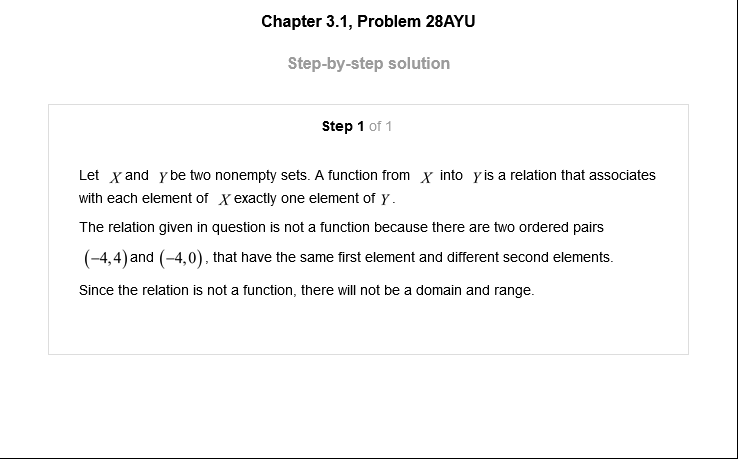 Chapter 3.1, Problem 28AYU
Step-by-step solution
Step 1 of 1
Let X and Y be two nonempty sets. A function from X into Y is a relation that associates
with each element of X exactly one element of Y.
The relation given in question is not a function because there are two ordered pairs
(−4,4) and (−4,0), that have the same first element and different second elements.
Since the relation is not a function, there will not be a domain and range.